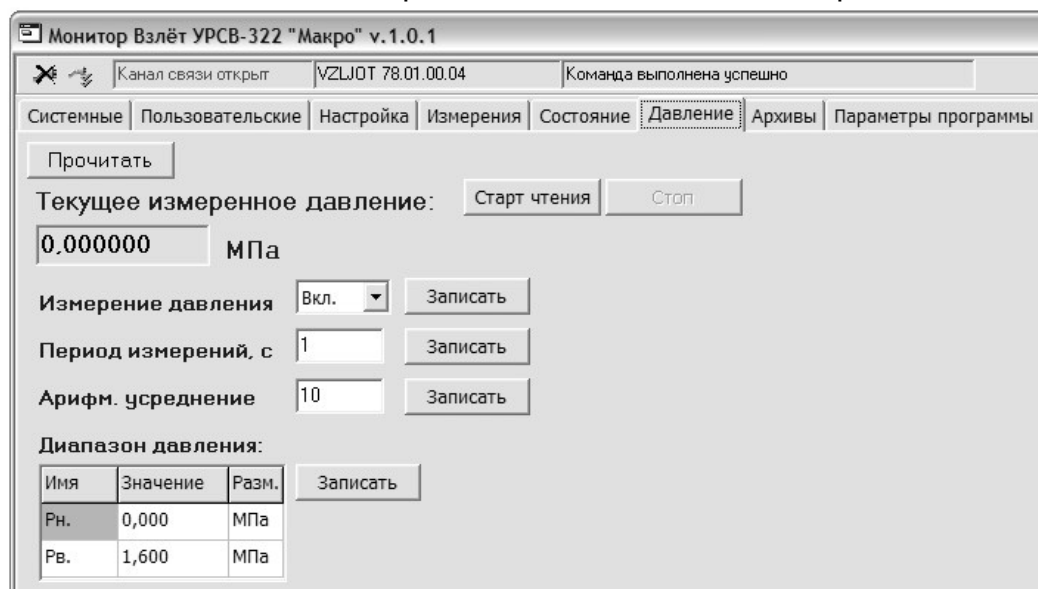 Монитор Взлёт УРСВ-322 "Макро" v.1.0.1
Канал связи открыт VZLJOT 78.01.00.04 Команда выполнена успешно
Системные Пользовательские Настройка Измерения Состояние Давление Архивы Параметры программы
Прочитать
Текущее измеренное давление: Старт чтения Стоп
0,000000 МПа
Измерение давления Вкл. Записать
Период измерений, с 1 Записать
Арифм. усреднение 10 Записать
Диапазон давления:
Имя Значение Разм. Записать
Рн. 0,000 МПа
Рв. 1,600 МПа